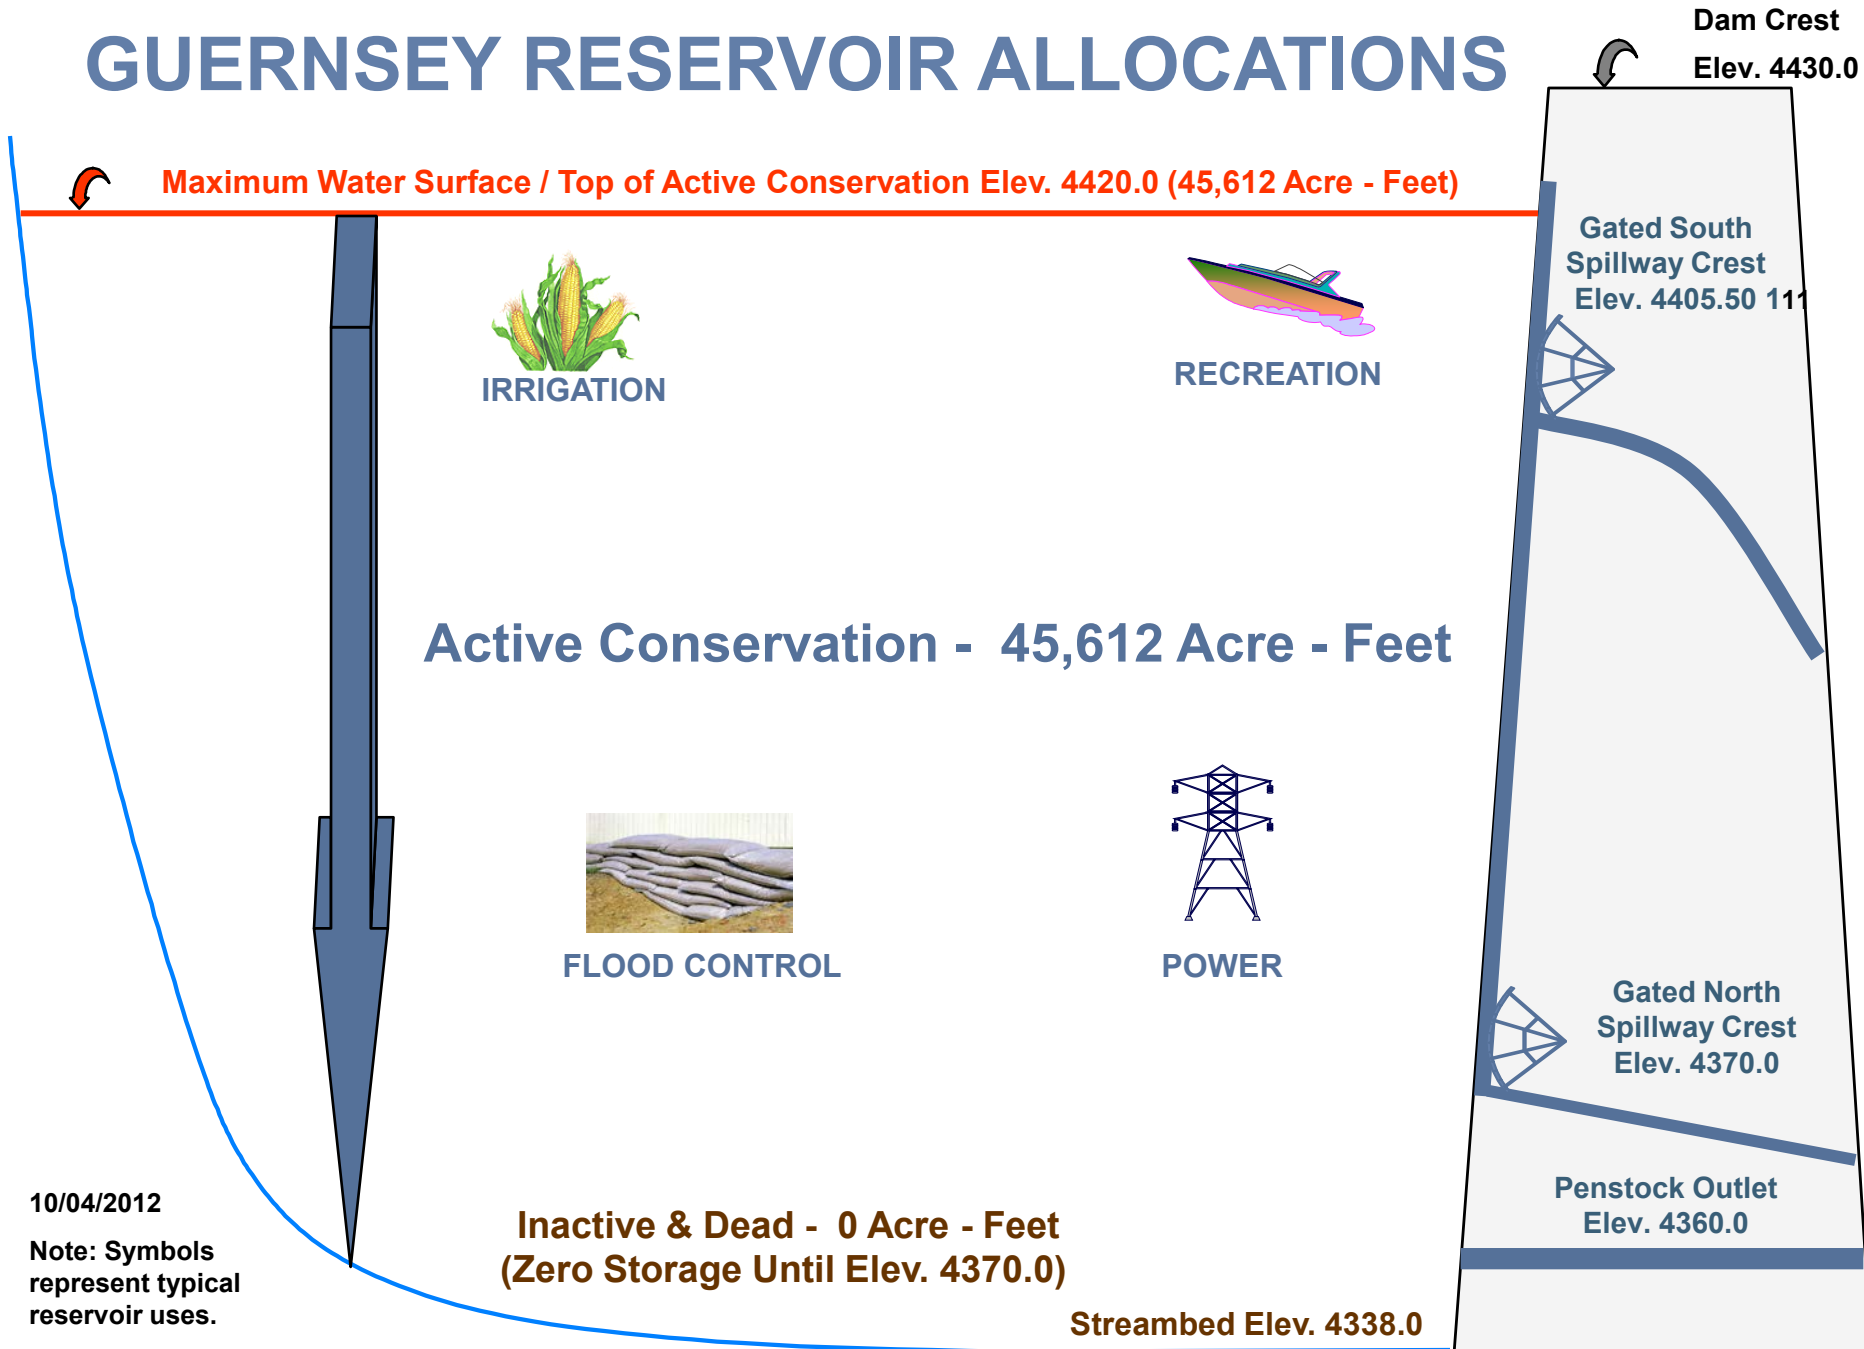 GUERNSEY RESERVOIR ALLOCATIONS
Dam Crest
Elev. 4430.0
Maximum Water Surface / Top of Active Conservation Elev. 4420.0 (45,612 Acre - Feet)
Gated South
Spillway Crest
Elev. 4405.50 111
IRRIGATION
RECREATION
Active Conservation - 45,612 Acre - Feet
FLOOD CONTROL
POWER
Gated North
Spillway Crest
Elev. 4370.0
Penstock Outlet
Elev. 4360.0
10/04/2012
Note: Symbols
represent typical
reservoir uses.
Inactive & Dead - 0 Acre - Feet
(Zero Storage Until Elev. 4370.0)
Streambed Elev. 4338.0